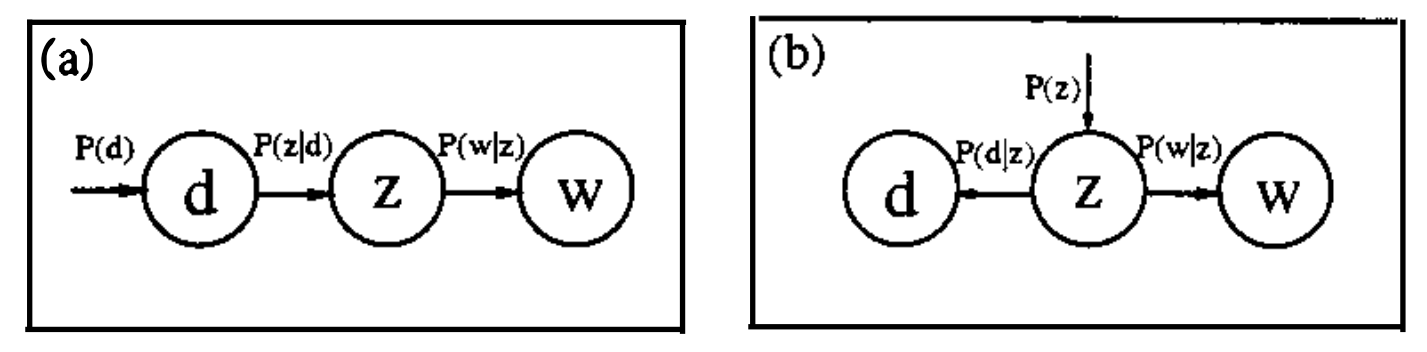 (a)
P(d) P(z|d) P(w|z)
d z w
(b)
P(z)
P(d|z) P(w|z)
d z w